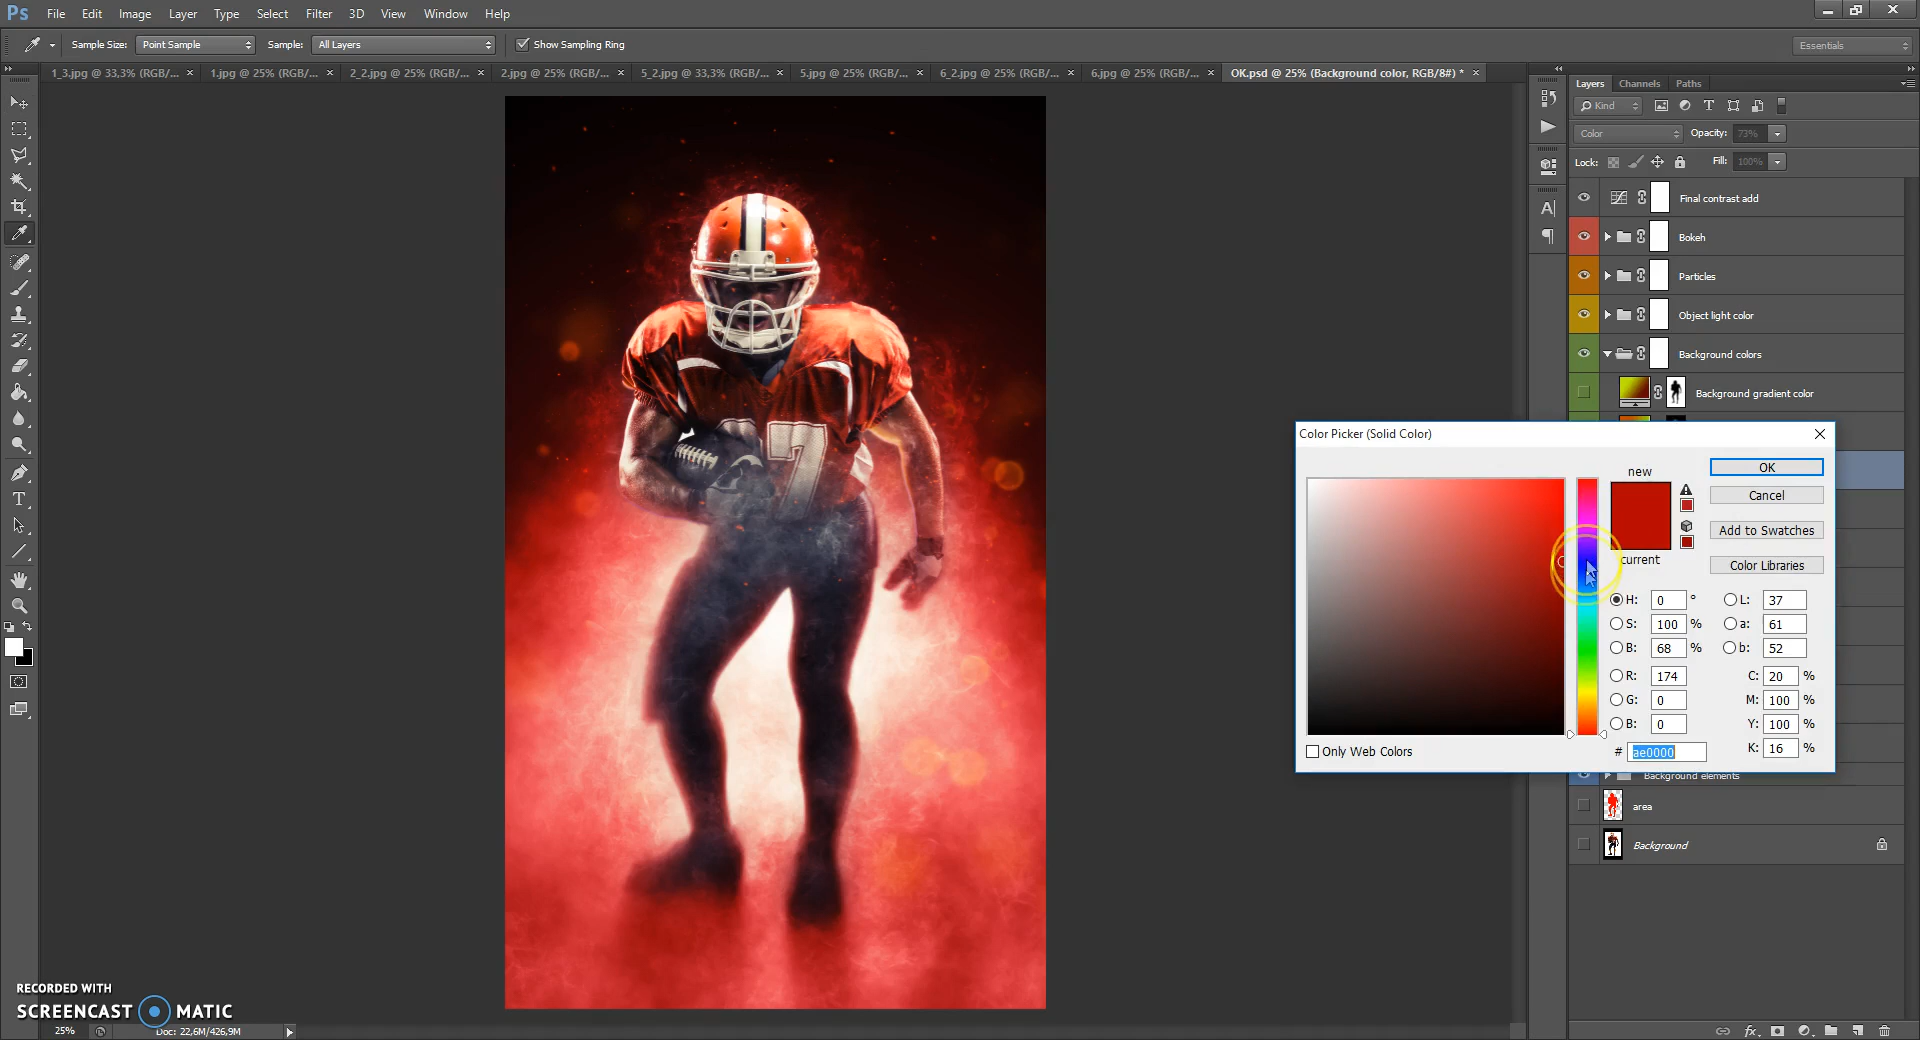 Ps File Edit Image Layer Type Select Filter 3D View Window Help
Sample Size: Point Sample Sample: All Layers Show Sampling Ring Essentials
1_3.jpg @ 33,3% (RGB/... × 1.jpg @ 25% (RGB/... × 2_2.jpg @ 25% (RGB/... × 2.jpg @ 25% (RGB/... × 5_2.jpg @ 33,3% (RGB/... × 5.jpg @ 25% (RGB/... × 6_2.jpg @ 25% (RGB/... × 6.jpg @ 25% (RGB/... × OK.psd @ 25% (Background color, RGB/8#) * ×
Layers Channels Paths
Kind
Color Opacity: 73%
Lock: Fill: 100%
Final contrast add
Bokeh
Particles
Object light color
Background colors
Background gradient color
Color Picker (Solid Color)
new
current
OK
Cancel
Add to Swatches
Color Libraries
H: 0 ° L: 37
S: 100 % a: 61
B: 68 % b: 52
R: 174 C: 20 %
G: 0 M: 100 %
B: 0 Y: 100 %
# ae0000 K: 16 %
Only Web Colors
Background elements
area
Background
7
RECORDED WITH
SCREENCAST MATIC
25% Doc: 22,6M/426,9M